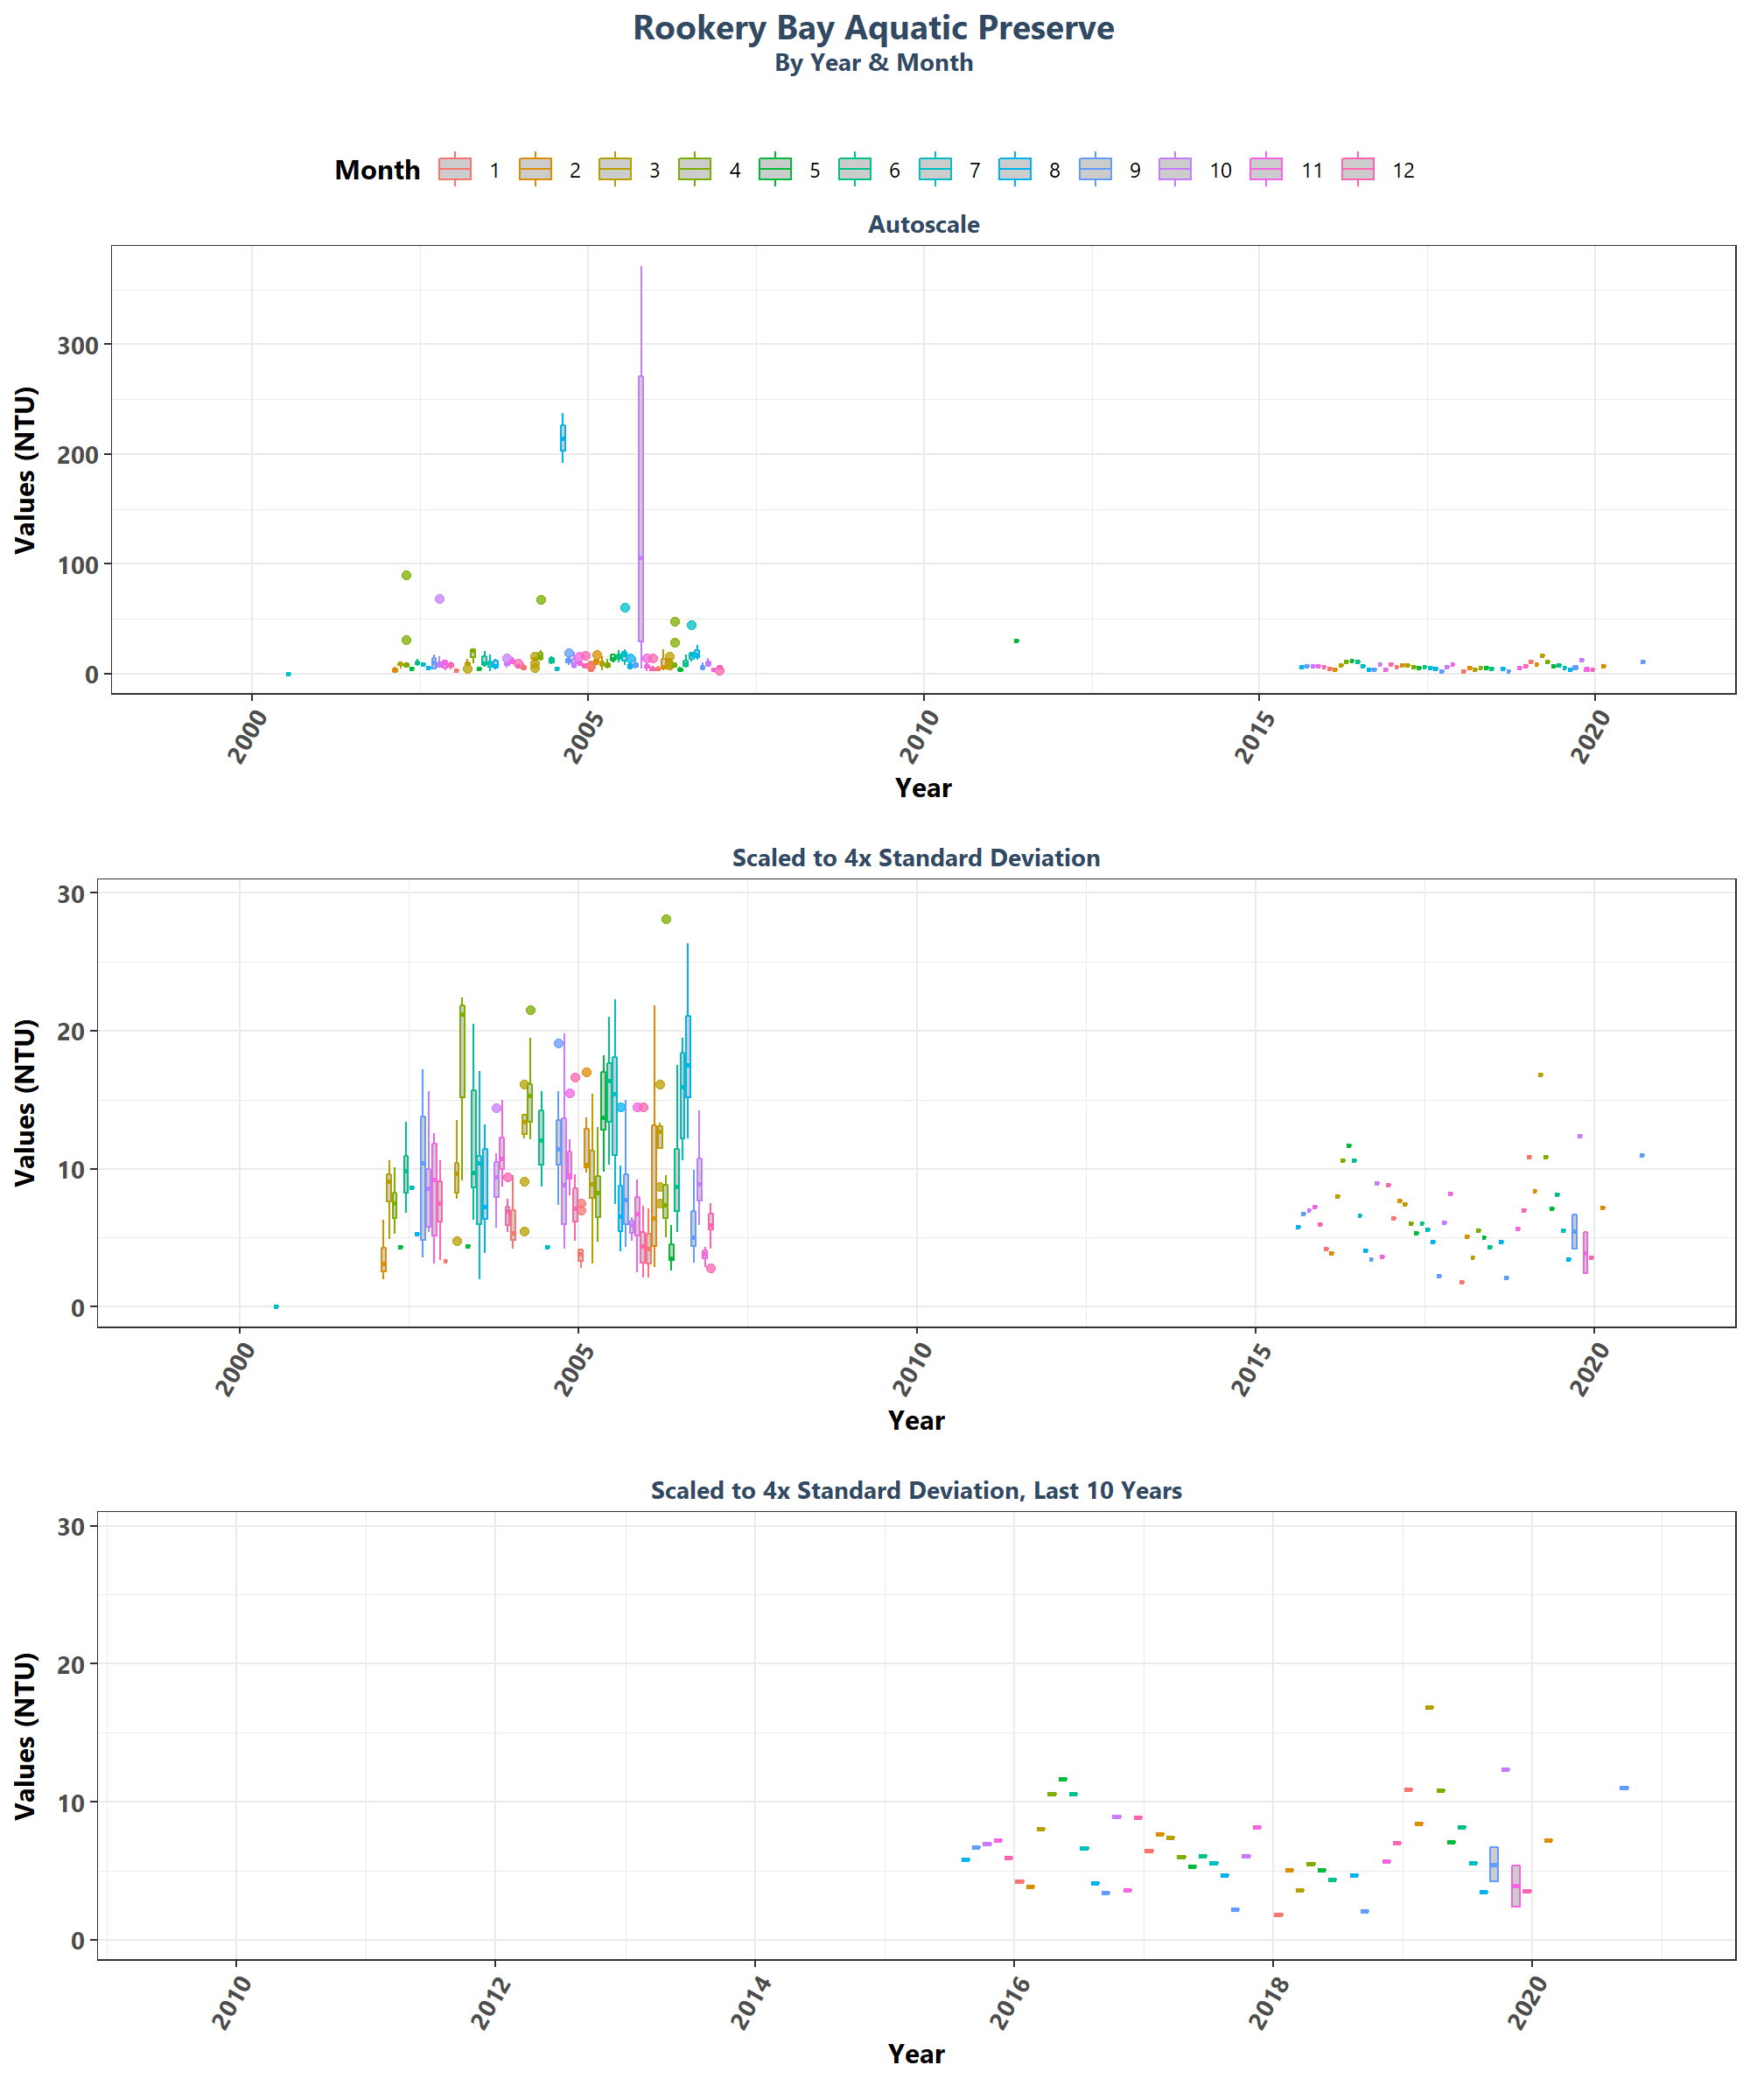 Rookery Bay Aquatic Preserve
By Year & Month
Month 1 2 3 4 5 6 7 8 9 10 11 12
Autoscale
Values (NTU)
300
200
100
0
2000 2005 2010 2015 2020
Year
Scaled to 4x Standard Deviation
Values (NTU)
30
20
10
0
2000 2005 2010 2015 2020
Year
Scaled to 4x Standard Deviation, Last 10 Years
Values (NTU)
30
20
10
0
2010 2012 2014 2016 2018 2020
Year